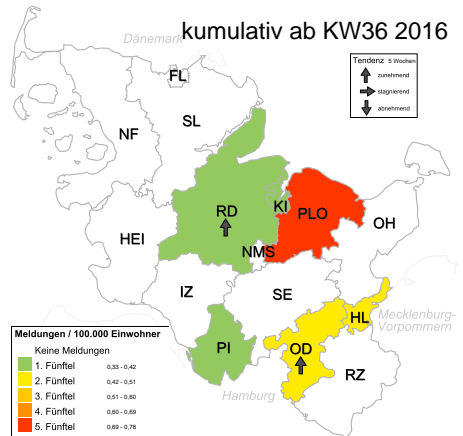 kumulativ ab KW36 2016
Dänemark
Tendenz 5 Wochen
zunehmend
stagnierend
abnehmend
FL
NF
SL
KI
RD
PLO
OH
HEI
NMS
IZ
SE
HL
Mecklenburg-
Vorpommern
PI
OD
RZ
Hamburg
Meldungen / 100.000 Einwohner
Keine Meldungen
1. Fünftel 0,33 - 0,42
2. Fünftel 0,42 - 0,51
3. Fünftel 0,51 - 0,60
4. Fünftel 0,60 - 0,69
5. Fünftel 0,69 - 0,78